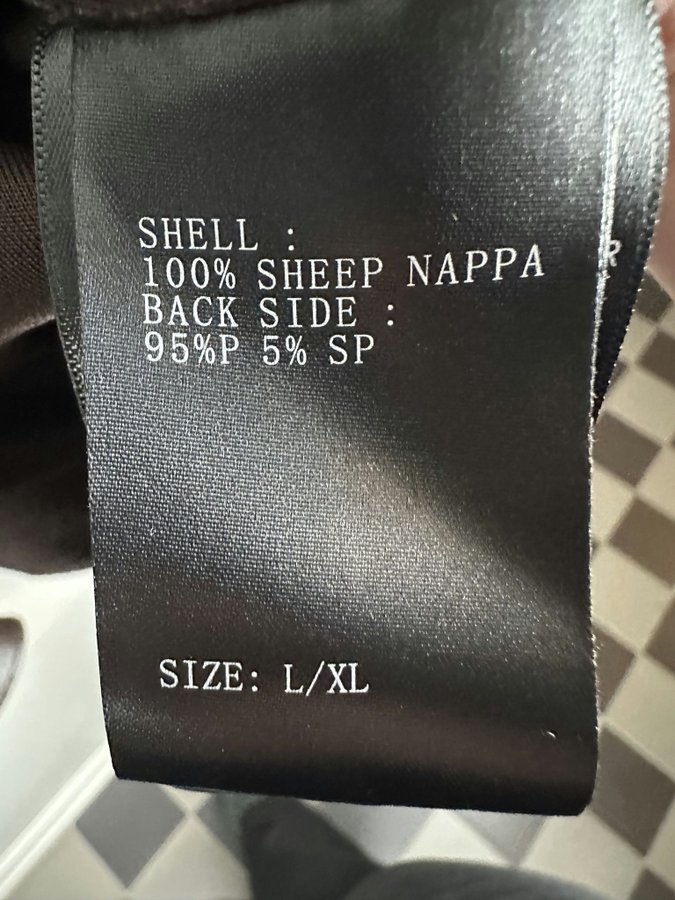 SHELL :
100% SHEEP NAPPA
BACK SIDE :
95%P 5% SP
SIZE: L/XL